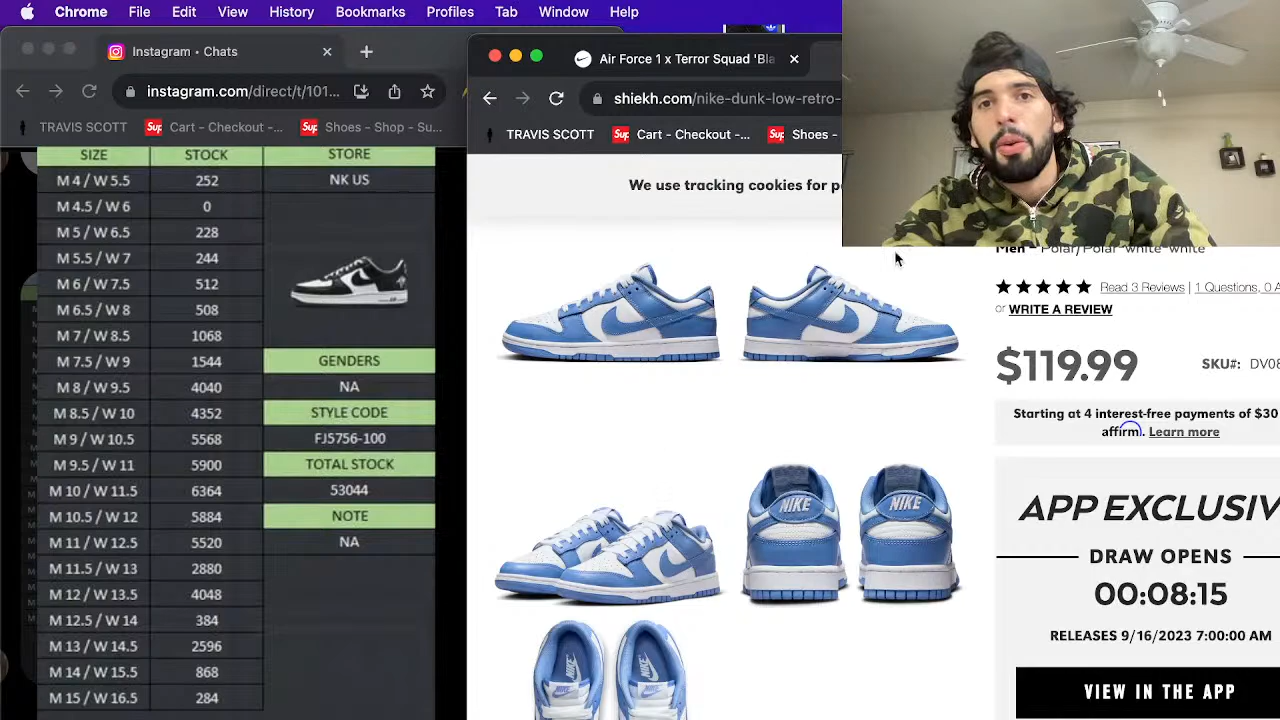 Chrome File Edit View History Bookmarks Profiles Tab Window Help
Instagram • Chats
instagram.com/direct/t/101...
TRAVIS SCOTT Cart - Checkout -... Shoes - Shop - Su...
SIZE STOCK STORE
M 4 / W 5.5 252 NK US
M 4.5 / W 6 0
M 5 / W 6.5 228
M 5.5 / W 7 244
M 6 / W 7.5 512
M 6.5 / W 8 508
M 7 / W 8.5 1068
M 7.5 / W 9 1544 GENDERS
M 8 / W 9.5 4040 NA
M 8.5 / W 10 4352 STYLE CODE
M 9 / W 10.5 5568 FJ5756-100
M 9.5 / W 11 5900 TOTAL STOCK
M 10 / W 11.5 6364 53044
M 10.5 / W 12 5884 NOTE
M 11 / W 12.5 5520 NA
M 11.5 / W 13 2880
M 12 / W 13.5 4048
M 12.5 / W 14 384
M 13 / W 14.5 2596
M 14 / W 15.5 868
M 15 / W 16.5 284
Air Force 1 x Terror Squad 'Bla
shiekh.com/nike-dunk-low-retro-
TRAVIS SCOTT Sup Cart - Checkout -... Sup Shoes -
We use tracking cookies for p
Men - Polar/Polar-white-white
Read 3 Reviews | 1 Questions, 0 A
or WRITE A REVIEW
$119.99 SKU#: DV08
Starting at 4 interest-free payments of $30
affirm. Learn more
NIKE NIKE
APP EXCLUSIV
DRAW OPENS
00:08:15
RELEASES 9/16/2023 7:00:00 AM
VIEW IN THE APP
NIKE NIKE